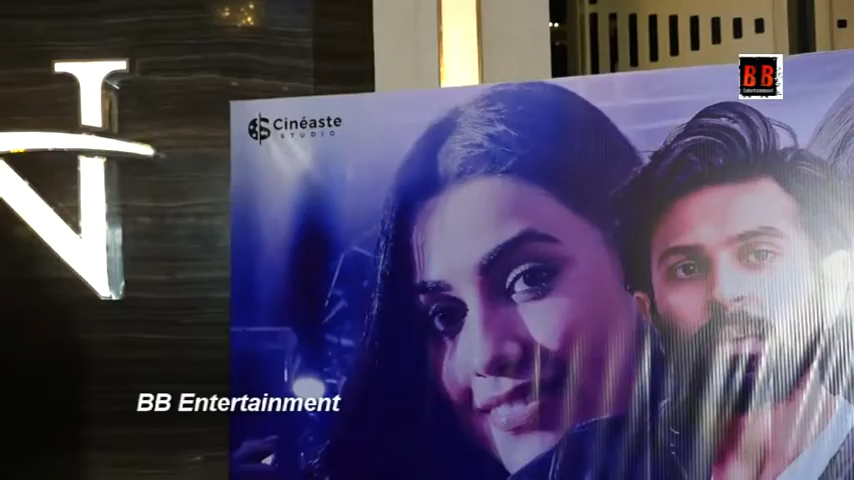 N
Cinéaste
STUDIO
BB
Entertainment
BB Entertainment